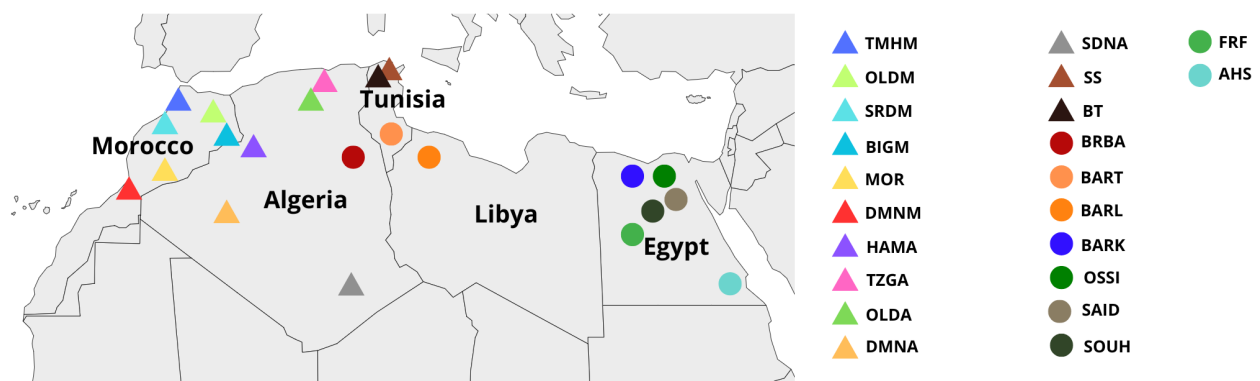 Tunisia
Morocco
Algeria
Libya
Egypt
TMHM
OLDM
SRDM
BIGM
MOR
DMNM
HAMA
TZGA
OLDA
DMNA
SDNA
SS
BT
BRBA
BART
BARL
BARK
OSSI
SAID
SOUH
FRF
AHS